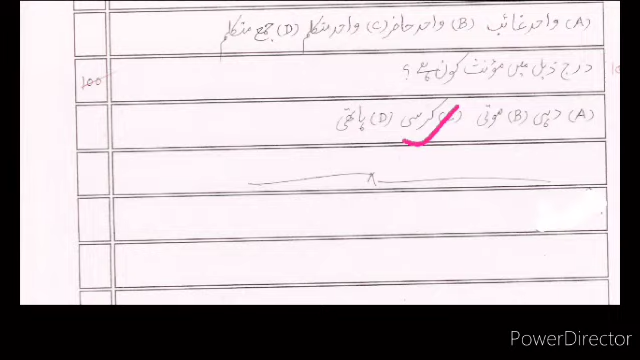 (A) واحد غائب (B) واحد حاضر (C) واحد متکلم (D) جمع متکلم
100 درج ذیل میں مؤنث کون ہے؟
(A) دہی (B) موتی (C) کرسی (D) ہاتھی
PowerDirector